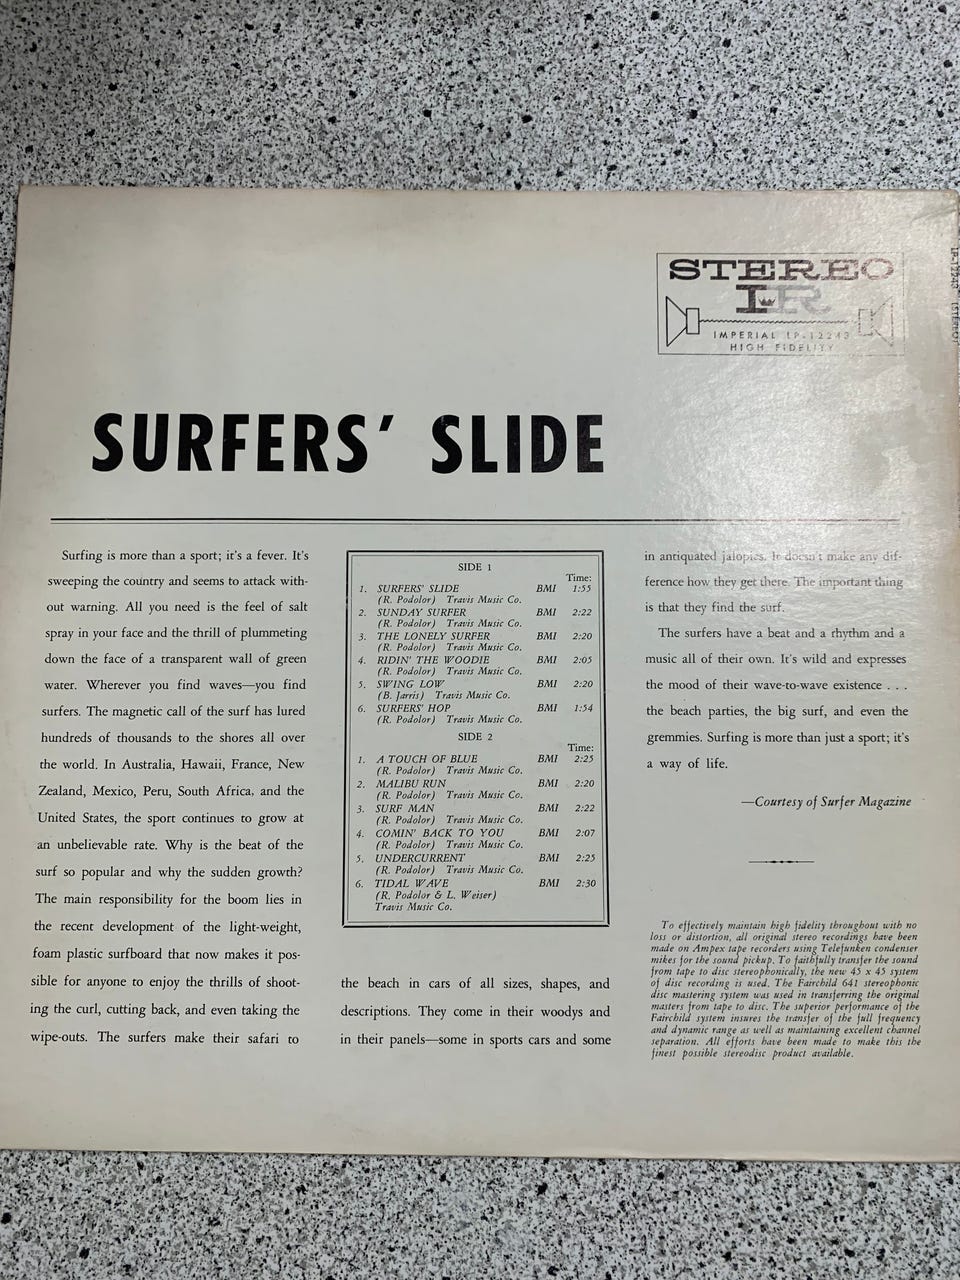 STEREO
IR
IMPERIAL LP-12243
HIGH FIDELITY
LP-12243 (STEREO)
SURFERS' SLIDE
Surfing is more than a sport; it's a fever. It's
sweeping the country and seems to attack with-
out warning. All you need is the feel of salt
spray in your face and the thrill of plummeting
down the face of a transparent wall of green
water. Wherever you find waves—you find
surfers. The magnetic call of the surf has lured
hundreds of thousands to the shores all over
the world. In Australia, Hawaii, France, New
Zealand, Mexico, Peru, South Africa, and the
United States, the sport continues to grow at
an unbelievable rate. Why is the beat of the
surf so popular and why the sudden growth?
The main responsibility for the boom lies in
the recent development of the light-weight,
foam plastic surfboard that now makes it pos-
sible for anyone to enjoy the thrills of shoot-
ing the curl, cutting back, and even taking the
wipe-outs. The surfers make their safari to
SIDE 1
Time:
1. SURFERS' SLIDE BMI 1:55
(R. Podolor) Travis Music Co.
2. SUNDAY SURFER BMI 2:22
(R. Podolor) Travis Music Co.
3. THE LONELY SURFER BMI 2:20
(R. Podolor) Travis Music Co.
4. RIDIN' THE WOODIE BMI 2:05
(R. Podolor) Travis Music Co.
5. SWING LOW BMI 2:20
(B. Jarris) Travis Music Co.
6. SURFERS' HOP BMI 1:54
(R. Podolor) Travis Music Co.
SIDE 2
Time:
1. A TOUCH OF BLUE BMI 2:25
(R. Podolor) Travis Music Co.
2. MALIBU RUN BMI 2:20
(R. Podolor) Travis Music Co.
3. SURF MAN BMI 2:22
(R. Podolor) Travis Music Co.
4. COMIN' BACK TO YOU BMI 2:07
(R. Podolor) Travis Music Co.
5. UNDERCURRENT BMI 2:25
(R. Podolor) Travis Music Co.
6. TIDAL WAVE BMI 2:30
(R. Podolor & L. Weiser)
Travis Music Co.
the beach in cars of all sizes, shapes, and
descriptions. They come in their woodys and
in their panels—some in sports cars and some
in antiquated jalopies. It doesn't make any dif-
ference how they get there. The important thing
is that they find the surf.
The surfers have a beat and a rhythm and a
music all of their own. It's wild and expresses
the mood of their wave-to-wave existence . . .
the beach parties, the big surf, and even the
gremmies. Surfing is more than just a sport; it's
a way of life.
—Courtesy of Surfer Magazine
To effectively maintain high fidelity throughout with no
loss or distortion, all original stereo recordings have been
made on Ampex tape recorders using Telefunken condenser
mikes for the sound pickup. To faithfully transfer the sound
from tape to disc stereophonically, the new 45 x 45 system
of disc recording is used. The Fairchild 641 stereophonic
disc mastering system was used in transferring the original
masters from tape to disc. The superior performance of the
Fairchild system insures the transfer of the full frequency
and dynamic range as well as maintaining excellent channel
separation. All efforts have been made to make this the
finest possible stereodisc product available.